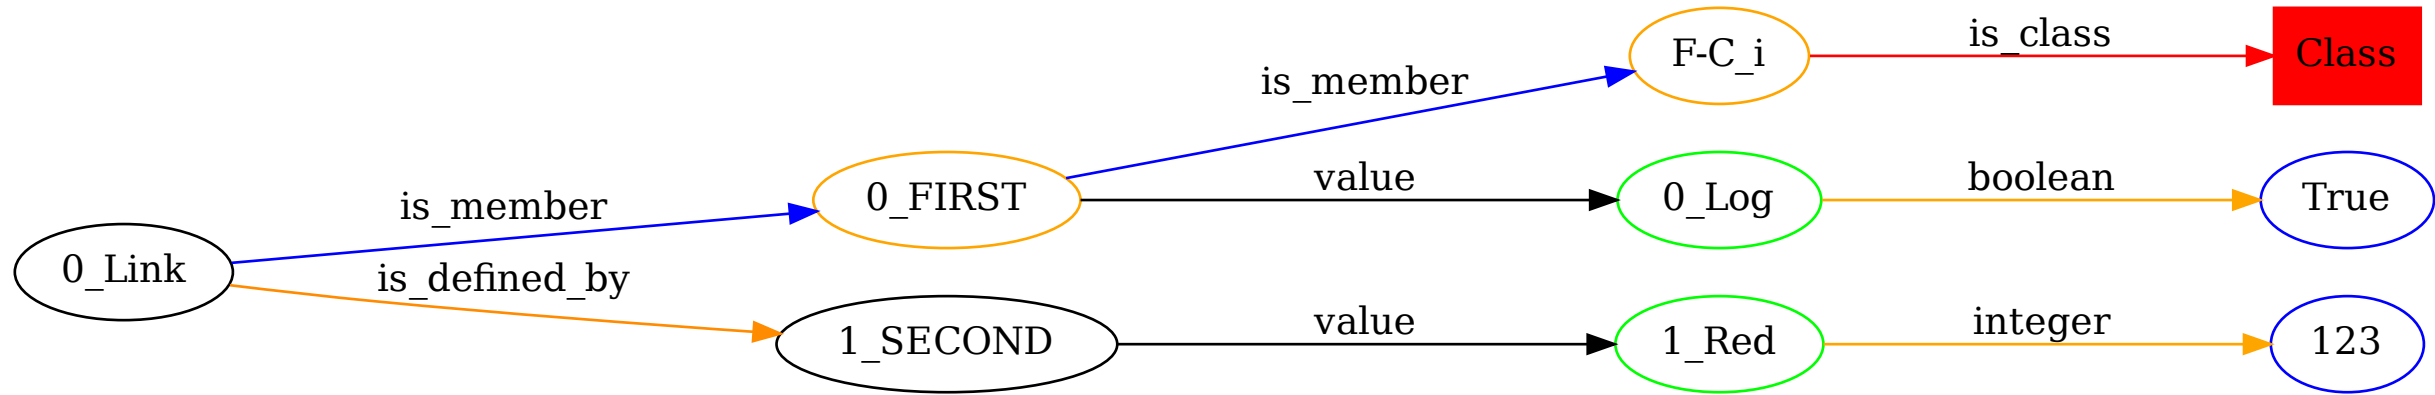 F-C_i
is_class
Class
is_member
0_FIRST
value
0_Log
boolean
True
is_member
0_Link
is_defined_by
1_SECOND
value
1_Red
integer
123